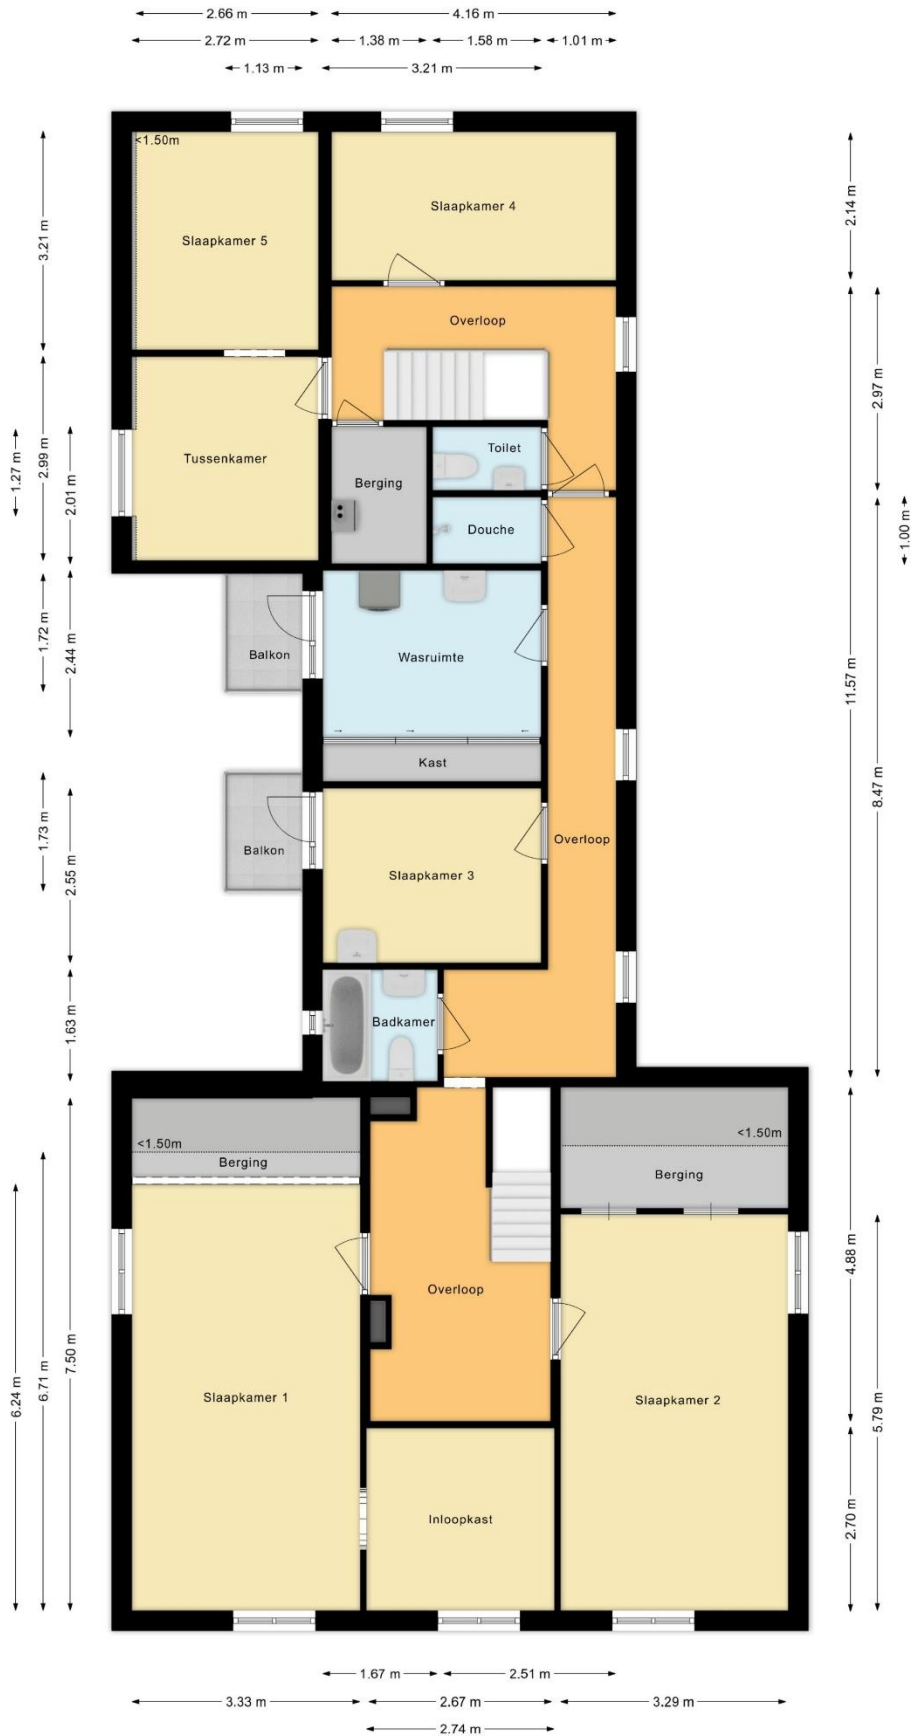 2.66 m
4.16 m
2.72 m
1.38 m
1.58 m
1.01 m
1.13 m
3.21 m
<1.50m
Slaapkamer 5
Slaapkamer 4
3.21 m
2.14 m
Overloop
2.97 m
Tussenkamer
Toilet
1.27 m
2.99 m
2.01 m
Berging
Douche
1.00 m
Balkon
Wasruimte
1.72 m
2.44 m
Kast
11.57 m
8.47 m
Balkon
Slaapkamer 3
Overloop
1.73 m
2.55 m
Badkamer
1.63 m
<1.50m
Berging
<1.50m
Berging
Overloop
4.88 m
Slaapkamer 1
Slaapkamer 2
6.24 m
6.71 m
7.50 m
5.79 m
Inloopkast
2.70 m
1.67 m
2.51 m
3.33 m
2.67 m
3.29 m
2.74 m